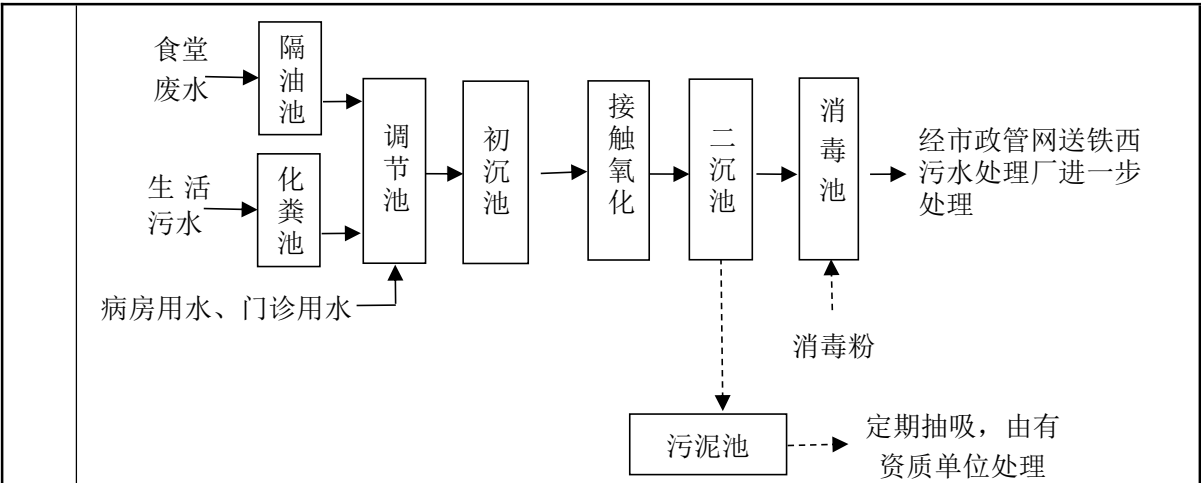 食堂
废水
隔油池
生 活
污水
化粪池
病房用水、门诊用水
调节池
初沉池
接触氧化
二沉池
消毒池
经市政管网送铁西
污水处理厂进一步
处理
消毒粉
污泥池
定期抽吸，由有
资质单位处理